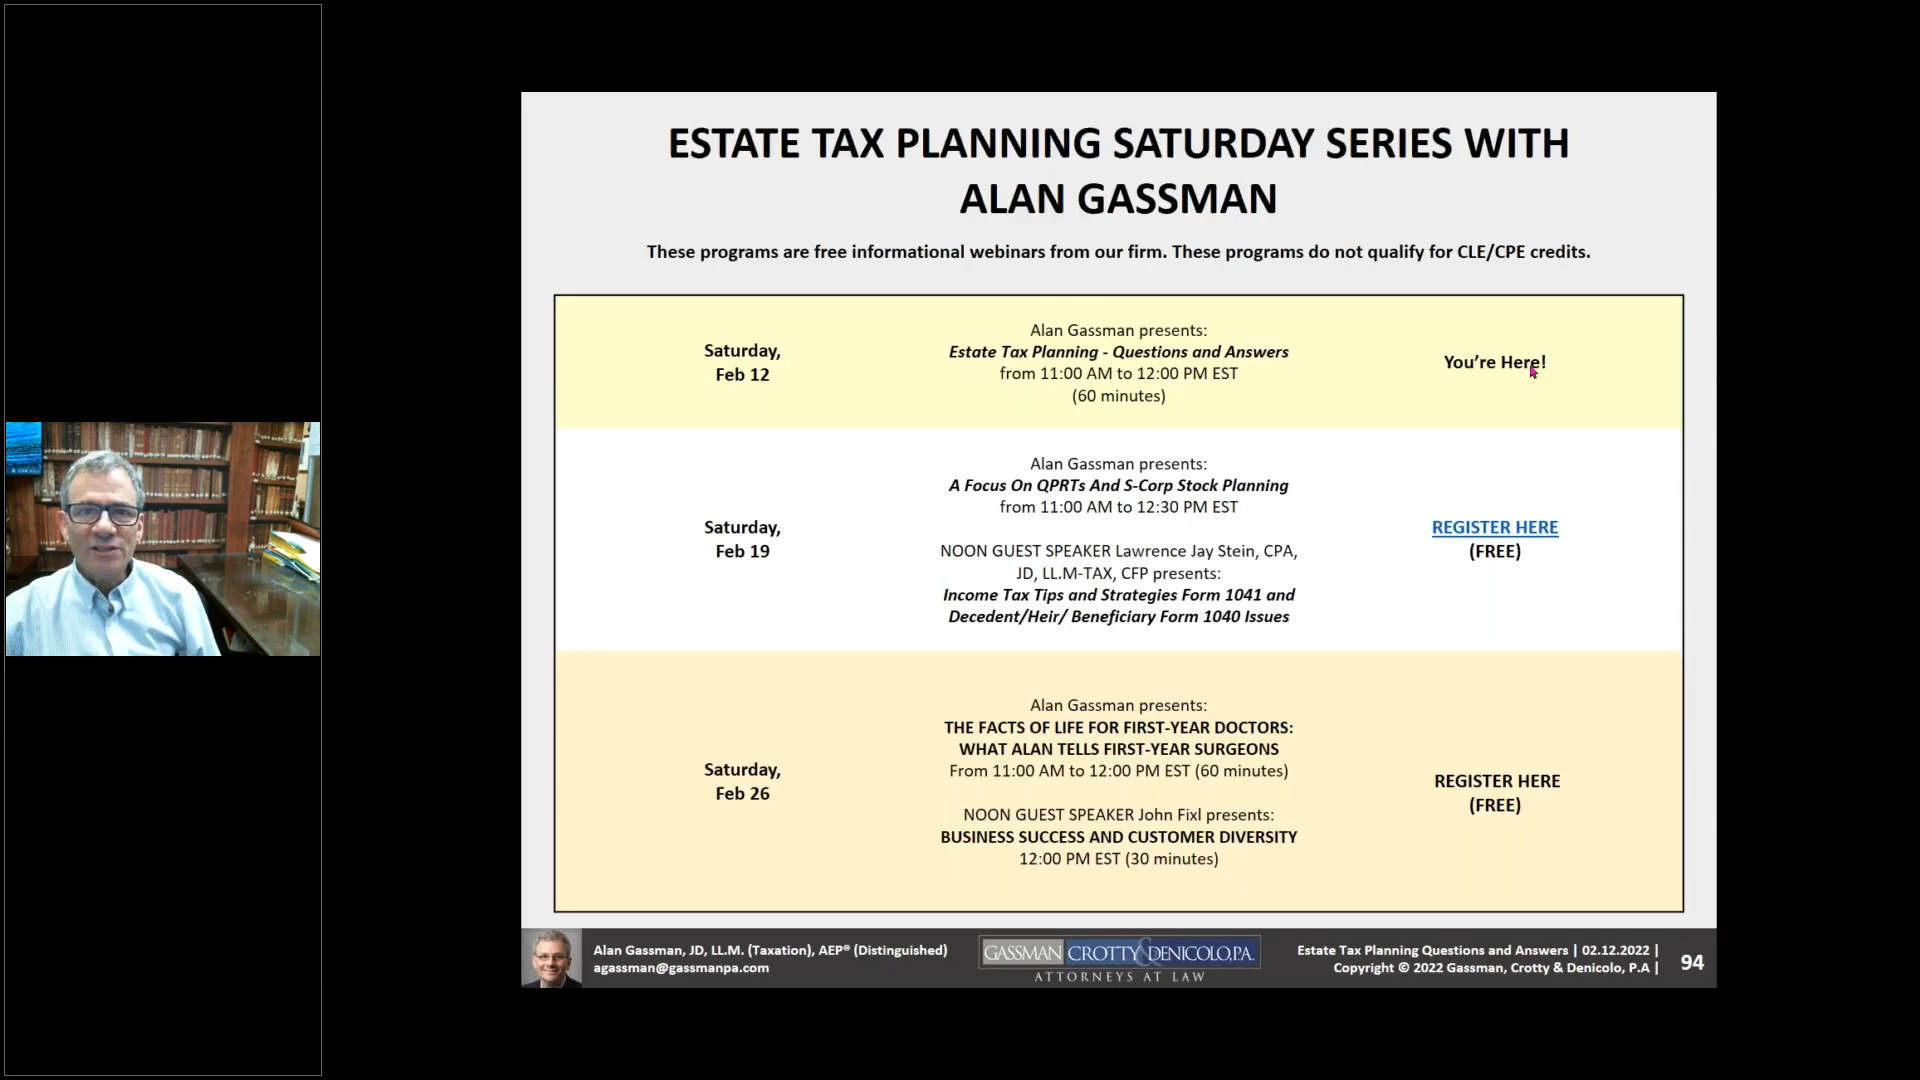 ESTATE TAX PLANNING SATURDAY SERIES WITH
ALAN GASSMAN
These programs are free informational webinars from our firm. These programs do not qualify for CLE/CPE credits.
Saturday,
Feb 12
Alan Gassman presents:
Estate Tax Planning - Questions and Answers
from 11:00 AM to 12:00 PM EST
(60 minutes)
You’re Here!
Saturday,
Feb 19
Alan Gassman presents:
A Focus On QPRTs And S-Corp Stock Planning
from 11:00 AM to 12:30 PM EST
NOON GUEST SPEAKER Lawrence Jay Stein, CPA,
JD, LL.M-TAX, CFP presents:
Income Tax Tips and Strategies Form 1041 and
Decedent/Heir/ Beneficiary Form 1040 Issues
REGISTER HERE
(FREE)
Saturday,
Feb 26
Alan Gassman presents:
THE FACTS OF LIFE FOR FIRST-YEAR DOCTORS:
WHAT ALAN TELLS FIRST-YEAR SURGEONS
From 11:00 AM to 12:00 PM EST (60 minutes)
NOON GUEST SPEAKER John Fixl presents:
BUSINESS SUCCESS AND CUSTOMER DIVERSITY
12:00 PM EST (30 minutes)
REGISTER HERE
(FREE)
Alan Gassman, JD, LL.M. (Taxation), AEP® (Distinguished)
agassman@gassmanpa.com
GASSMAN CROTTY & DENICOLO, P.A.
ATTORNEYS AT LAW
Estate Tax Planning Questions and Answers | 02.12.2022 |
Copyright © 2022 Gassman, Crotty & Denicolo, P.A |
94